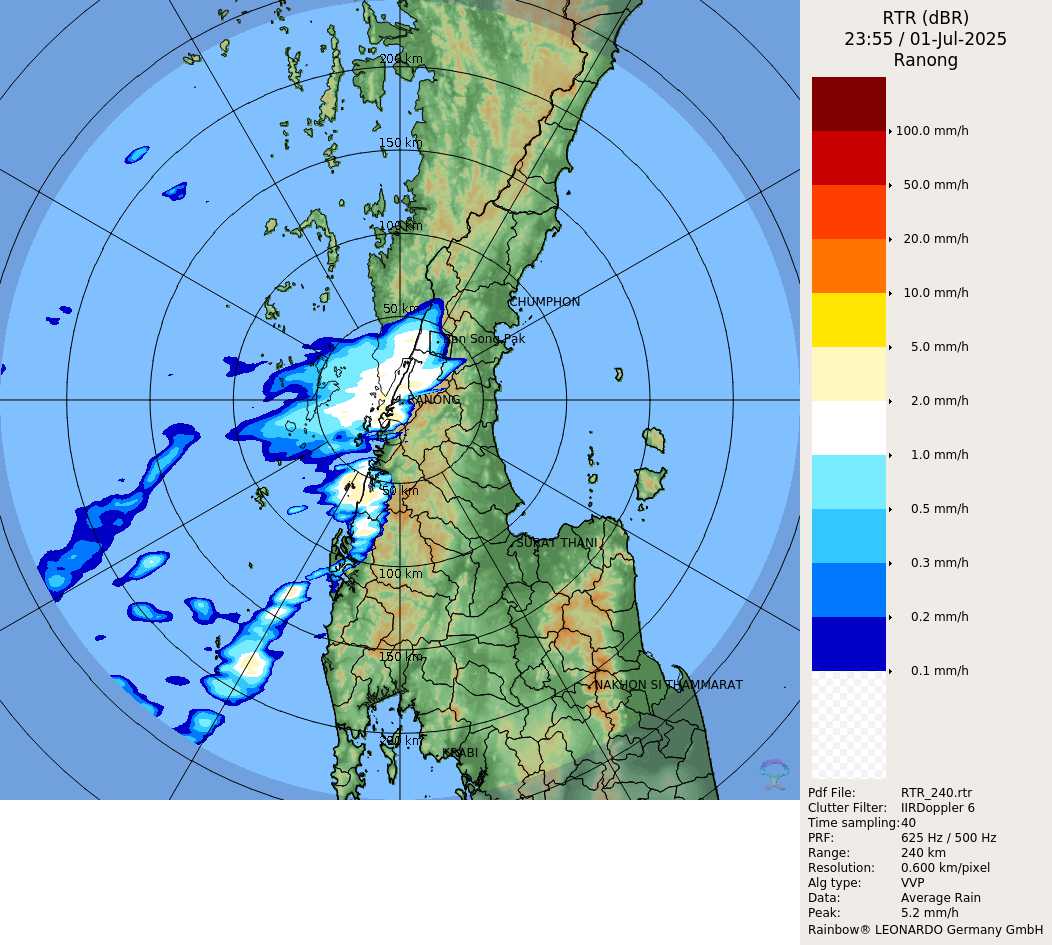 RTR (dBR)
23:55 / 01-Jul-2025
Ranong
200 km
150 km
100 km
50 km
CHUMPHON
Ban Song Pak
RANONG
50 km
SURAT THANI
100 km
150 km
NAKHON SI THAMMARAT
200 km
KRABI
100.0 mm/h
50.0 mm/h
20.0 mm/h
10.0 mm/h
5.0 mm/h
2.0 mm/h
1.0 mm/h
0.5 mm/h
0.3 mm/h
0.2 mm/h
0.1 mm/h
Pdf File: RTR_240.rtr
Clutter Filter: IIRDoppler 6
Time sampling: 40
PRF: 625 Hz / 500 Hz
Range: 240 km
Resolution: 0.600 km/pixel
Alg type: VVP
Data: Average Rain
Peak: 5.2 mm/h
Rainbow® LEONARDO Germany GmbH